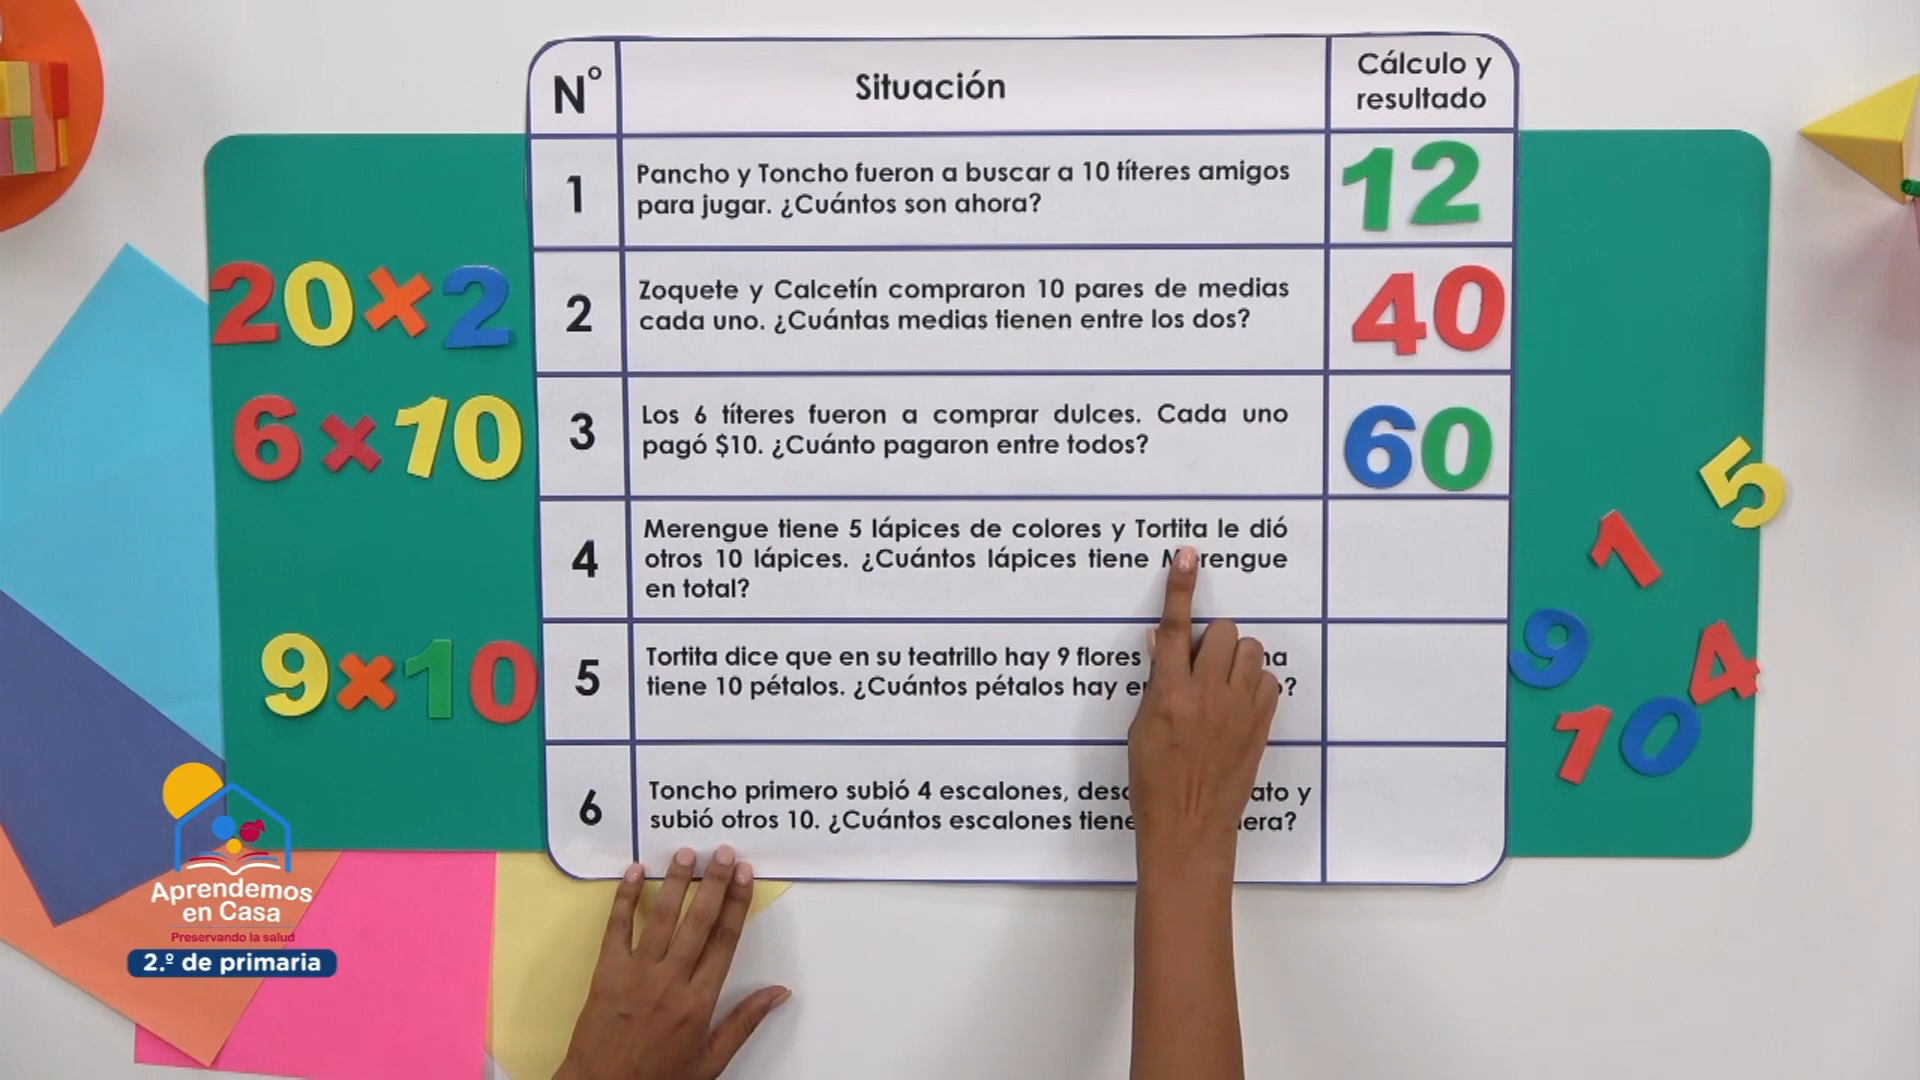 N° Situación Cálculo y resultado
1 Pancho y Toncho fueron a buscar a 10 títeres amigos
para jugar. ¿Cuántos son ahora?
12
20×2
2 Zoquete y Calcetín compraron 10 pares de medias
cada uno. ¿Cuántas medias tienen entre los dos?
40
6×10
3 Los 6 títeres fueron a comprar dulces. Cada uno
pagó $10. ¿Cuánto pagaron entre todos?
60
4 Merengue tiene 5 lápices de colores y Tortita le dió
otros 10 lápices. ¿Cuántos lápices tiene Merengue
en total?
9×10
5 Tortita dice que en su teatrillo hay 9 flores
tiene 10 pétalos. ¿Cuántos pétalos hay
6 Toncho primero subió 4 escalones,
subió otros 10. ¿Cuántos escalones tiene
5
1
9
4
10
Aprendemos
en Casa
Preservando la salud
2.º de primaria